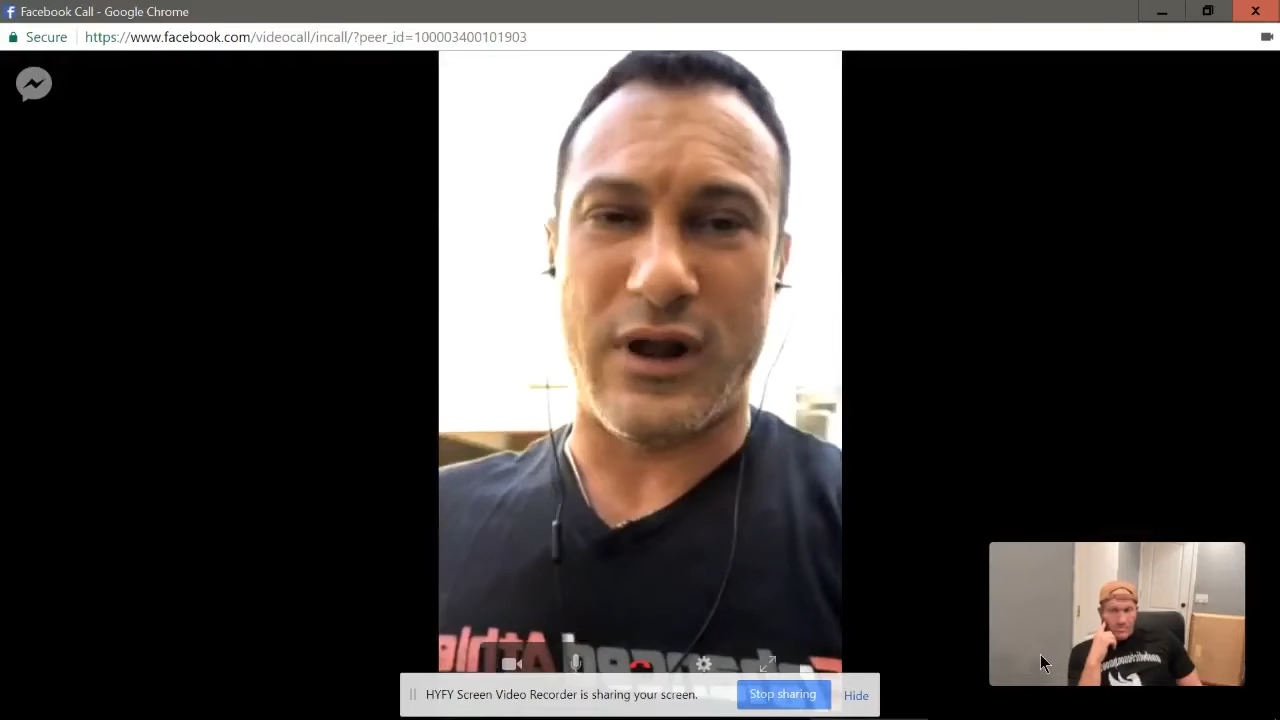 Facebook Call - Google Chrome
Secure https://www.facebook.com/videocall/incall/?peer_id=100003400101903
HYFY Screen Video Recorder is sharing your screen. Stop sharing Hide